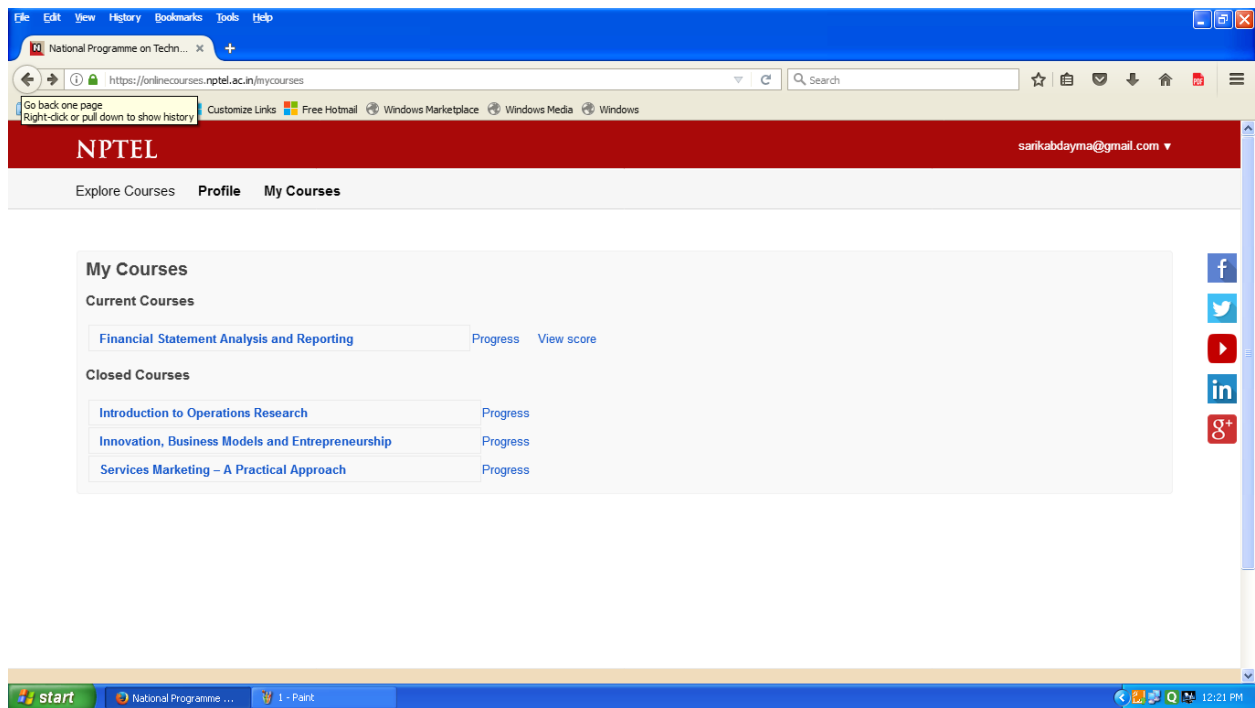 File Edit View History Bookmarks Tools Help
National Programme on Techn... × +
https://onlinecourses.nptel.ac.in/mycourses Search
Go back one page
Right-click or pull down to show history
Customize Links Free Hotmail Windows Marketplace Windows Media Windows
NPTEL sarikabdayma@gmail.com ▼
Explore Courses Profile My Courses
My Courses
Current Courses
Financial Statement Analysis and Reporting Progress View score
Closed Courses
Introduction to Operations Research Progress
Innovation, Business Models and Entrepreneurship Progress
Services Marketing – A Practical Approach Progress
start National Programme ... 1 - Paint 12:21 PM